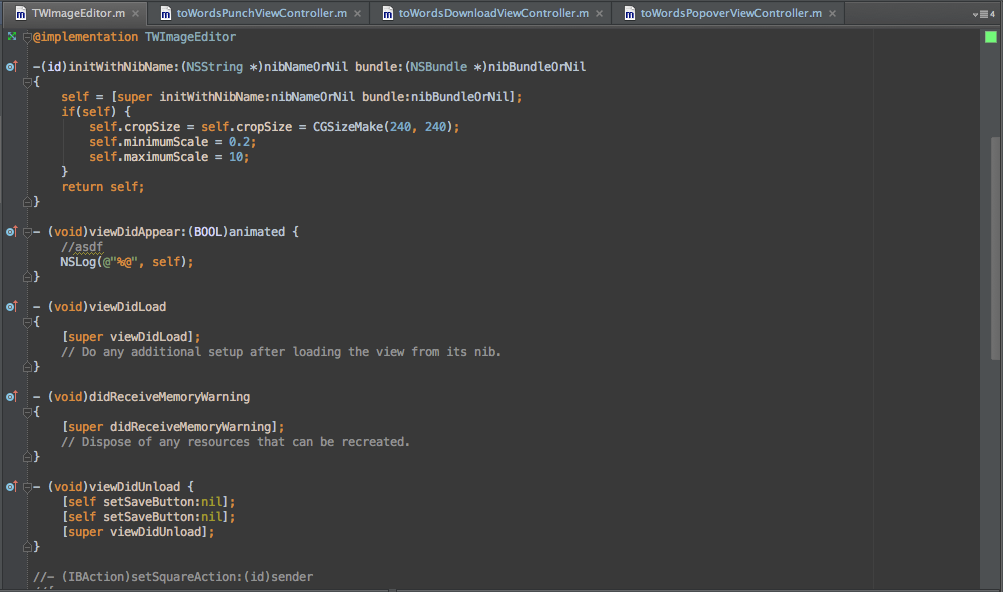 TWImageEditor.m toWordsPunchViewController.m toWordsDownloadViewController.m toWordsPopoverViewController.m 4
@implementation TWImageEditor
-(id)initWithNibName:(NSString *)nibNameOrNil bundle:(NSBundle *)nibBundleOrNil
{
self = [super initWithNibName:nibNameOrNil bundle:nibBundleOrNil];
if(self) {
self.cropSize = self.cropSize = CGSizeMake(240, 240);
self.minimumScale = 0.2;
self.maximumScale = 10;
}
return self;
}
- (void)viewDidAppear:(BOOL)animated {
//asdf
NSLog(@"%@", self);
}
- (void)viewDidLoad
{
[super viewDidLoad];
// Do any additional setup after loading the view from its nib.
}
- (void)didReceiveMemoryWarning
{
[super didReceiveMemoryWarning];
// Dispose of any resources that can be recreated.
}
- (void)viewDidUnload {
[self setSaveButton:nil];
[self setSaveButton:nil];
[super viewDidUnload];
}
//- (IBAction)setSquareAction:(id)sender